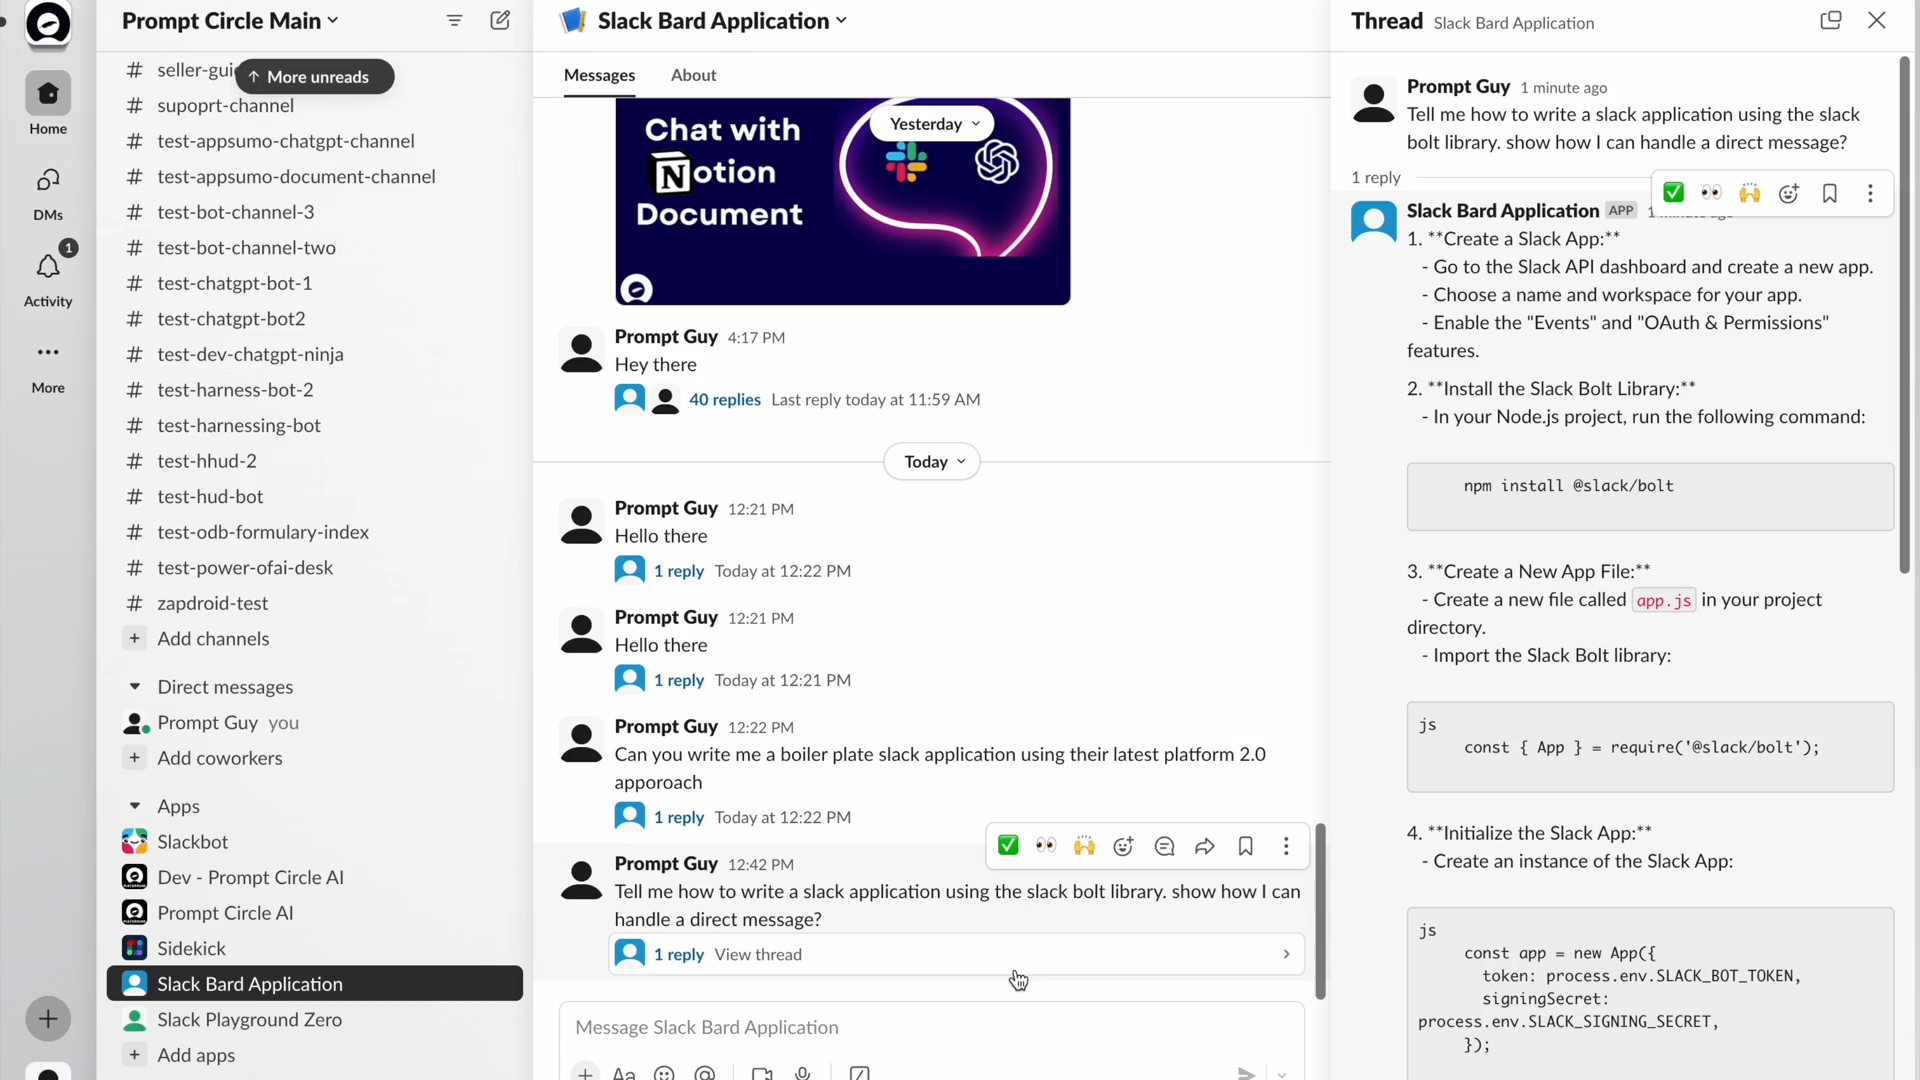 Prompt Circle Main
Home
DMs
1
Activity
More
# seller-gui
↑ More unreads
# supoprt-channel
# test-appsumo-chatgpt-channel
# test-appsumo-document-channel
# test-bot-channel-3
# test-bot-channel-two
# test-chatgpt-bot-1
# test-chatgpt-bot2
# test-dev-chatgpt-ninja
# test-harness-bot-2
# test-harnessing-bot
# test-hhud-2
# test-hud-bot
# test-odb-formulary-index
# test-power-ofai-desk
# zapdroid-test
+ Add channels
Direct messages
Prompt Guy you
+ Add coworkers
Apps
Slackbot
Dev - Prompt Circle AI
Prompt Circle AI
Sidekick
Slack Bard Application
Slack Playground Zero
+ Add apps
Slack Bard Application
Messages About
Yesterday
Chat with
Notion
Document
Prompt Guy 4:17 PM
Hey there
40 replies Last reply today at 11:59 AM
Today
Prompt Guy 12:21 PM
Hello there
1 reply Today at 12:22 PM
Prompt Guy 12:21 PM
Hello there
1 reply Today at 12:21 PM
Prompt Guy 12:22 PM
Can you write me a boiler plate slack application using their latest platform 2.0
apporoach
1 reply Today at 12:22 PM
Prompt Guy 12:42 PM
Tell me how to write a slack application using the slack bolt library. show how I can
handle a direct message?
1 reply View thread
Message Slack Bard Application
Aa
Thread Slack Bard Application
Prompt Guy 1 minute ago
Tell me how to write a slack application using the slack
bolt library. show how I can handle a direct message?
1 reply
Slack Bard Application APP
1. **Create a Slack App:**
- Go to the Slack API dashboard and create a new app.
- Choose a name and workspace for your app.
- Enable the "Events" and "OAuth & Permissions"
features.
2. **Install the Slack Bolt Library:**
- In your Node.js project, run the following command:
npm install @slack/bolt
3. **Create a New App File:**
- Create a new file called app.js in your project
directory.
- Import the Slack Bolt library:
js
const { App } = require('@slack/bolt');
4. **Initialize the Slack App:**
- Create an instance of the Slack App:
js
const app = new App({
token: process.env.SLACK_BOT_TOKEN,
signingSecret:
process.env.SLACK_SIGNING_SECRET,
});